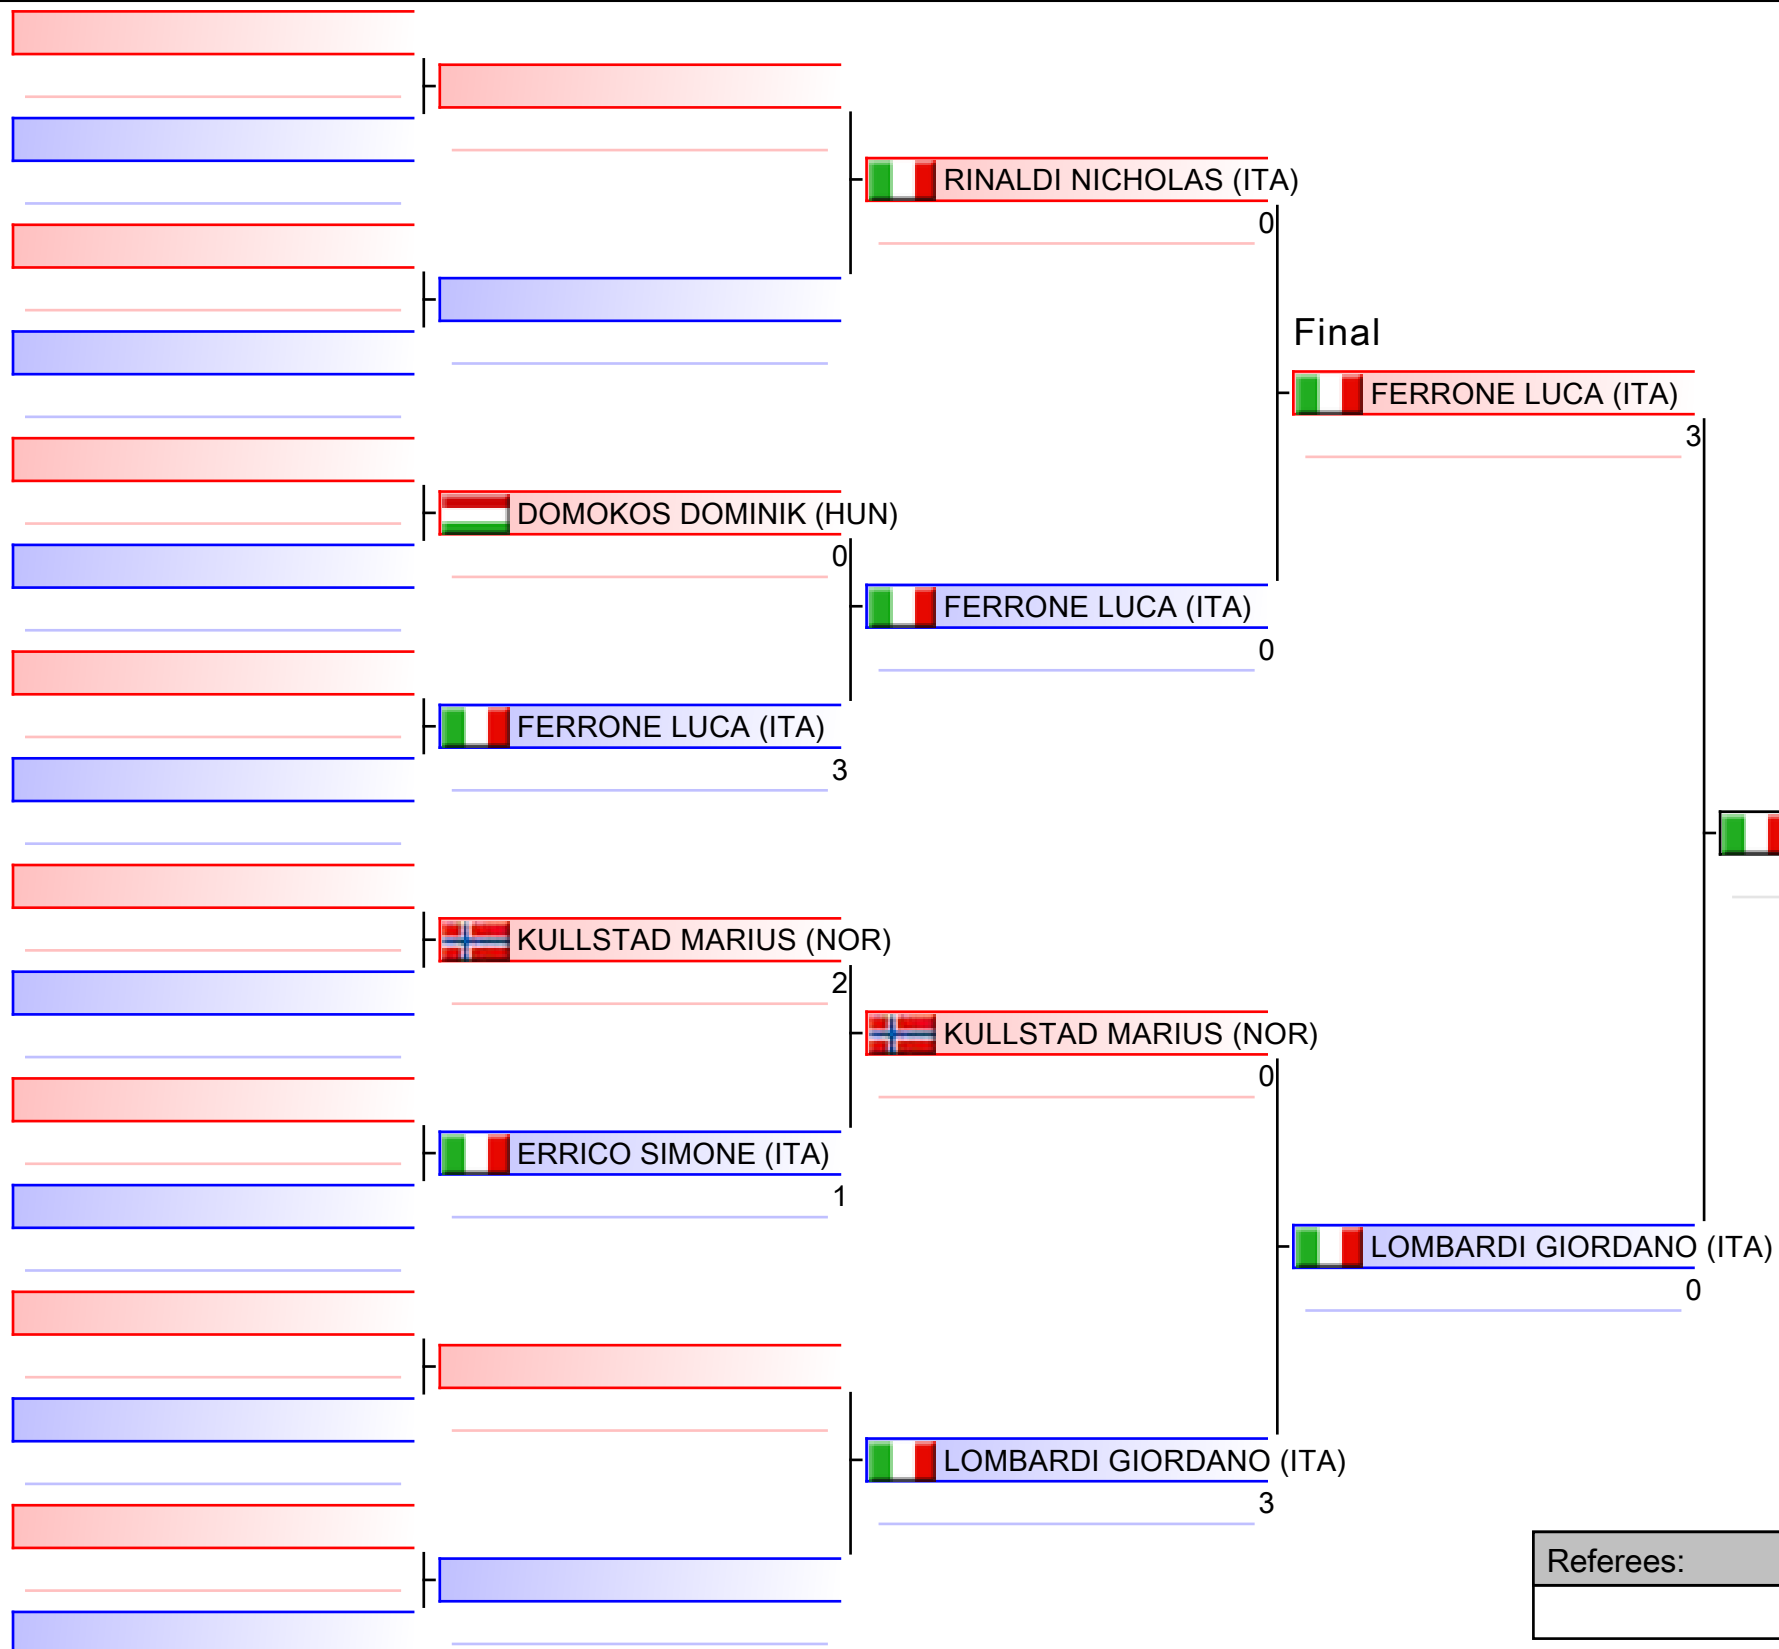 RINALDI NICHOLAS (ITA)
0
Final
FERRONE LUCA (ITA)
3
DOMOKOS DOMINIK (HUN)
0
FERRONE LUCA (ITA)
0
FERRONE LUCA (ITA)
3
KULLSTAD MARIUS (NOR)
2
KULLSTAD MARIUS (NOR)
0
ERRICO SIMONE (ITA)
1
LOMBARDI GIORDANO (ITA)
0
LOMBARDI GIORDANO (ITA)
3
Referees: